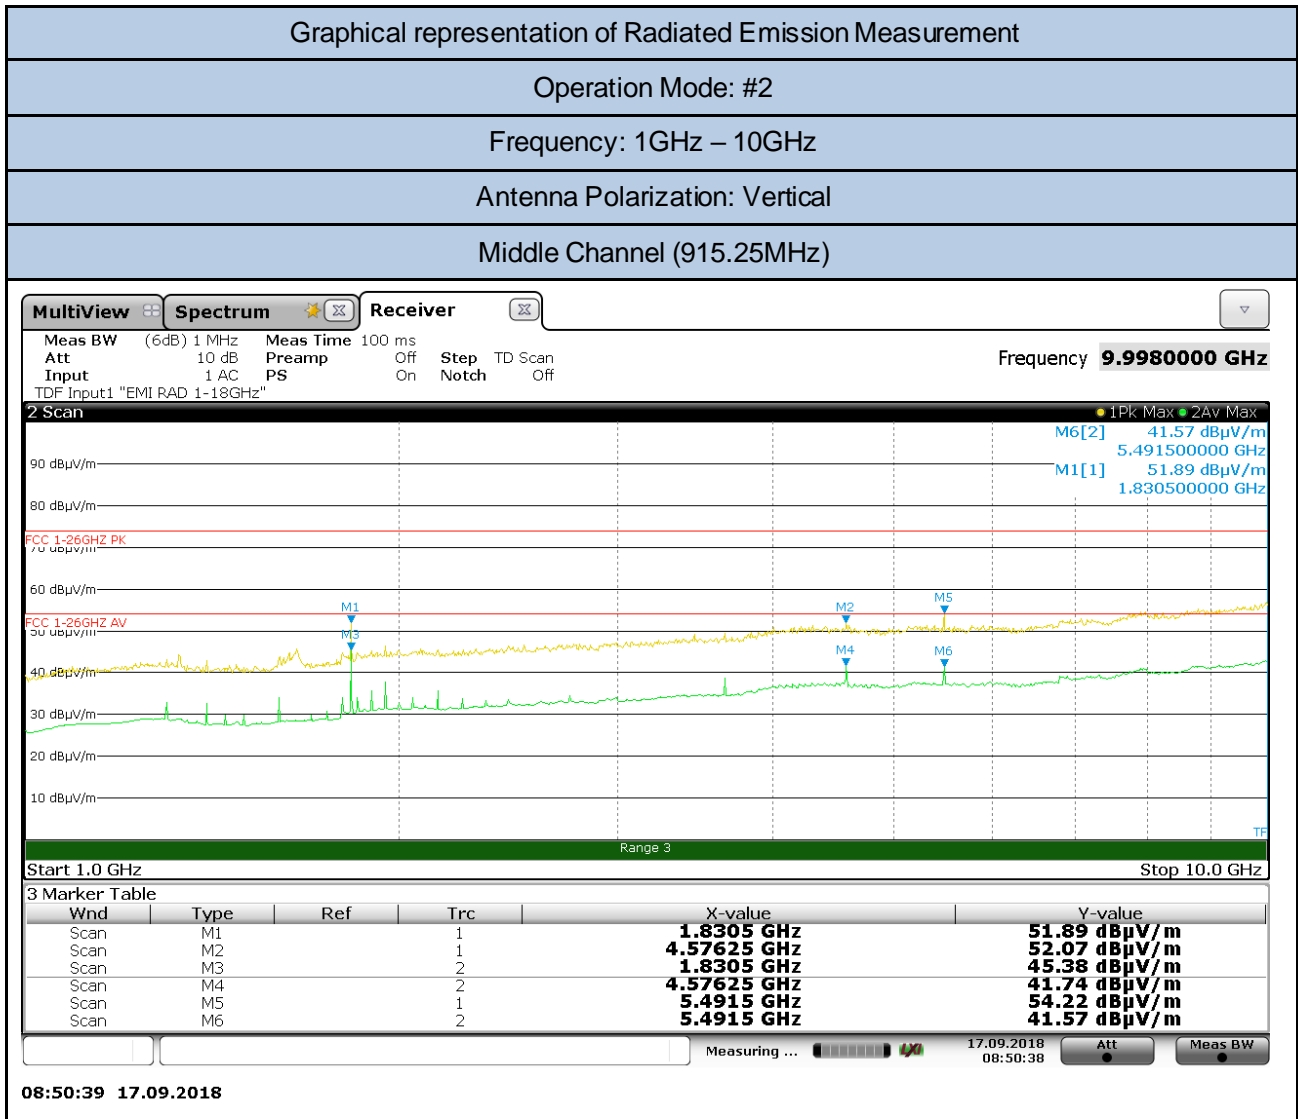 Graphical representation of Radiated Emission Measurement
Operation Mode: #2
Frequency: 1GHz – 10GHz
Antenna Polarization: Vertical
Middle Channel (915.25MHz)
MultiView Spectrum Receiver
Meas BW (6dB) 1 MHz Meas Time 100 ms
Att 10 dB Preamp Off Step TD Scan
Frequency 9.9980000 GHz
Input 1 AC PS On Notch Off
TDF Input1 "EMI RAD 1-18GHz"
2 Scan 1Pk Max 2Av Max
M6[2] 41.57 dBµV/m
5.491500000 GHz
M1[1] 51.89 dBµV/m
1.830500000 GHz
90 dBµV/m
80 dBµV/m
FCC 1-26GHZ PK
70 dBµV/m
60 dBµV/m
M1 M2 M5
FCC 1-26GHZ AV
50 dBµV/m
M3 M4 M6
40 dBµV/m
30 dBµV/m
20 dBµV/m
10 dBµV/m
TF
Range 3
Start 1.0 GHz Stop 10.0 GHz
3 Marker Table
Wnd Type Ref Trc X-value Y-value
Scan M1 1 1.8305 GHz 51.89 dBµV/m
Scan M2 1 4.57625 GHz 52.07 dBµV/m
Scan M3 2 1.8305 GHz 45.38 dBµV/m
Scan M4 2 4.57625 GHz 41.74 dBµV/m
Scan M5 1 5.4915 GHz 54.22 dBµV/m
Scan M6 2 5.4915 GHz 41.57 dBµV/m
Measuring ... LXI 17.09.2018 08:50:38 Att Meas BW
08:50:39 17.09.2018